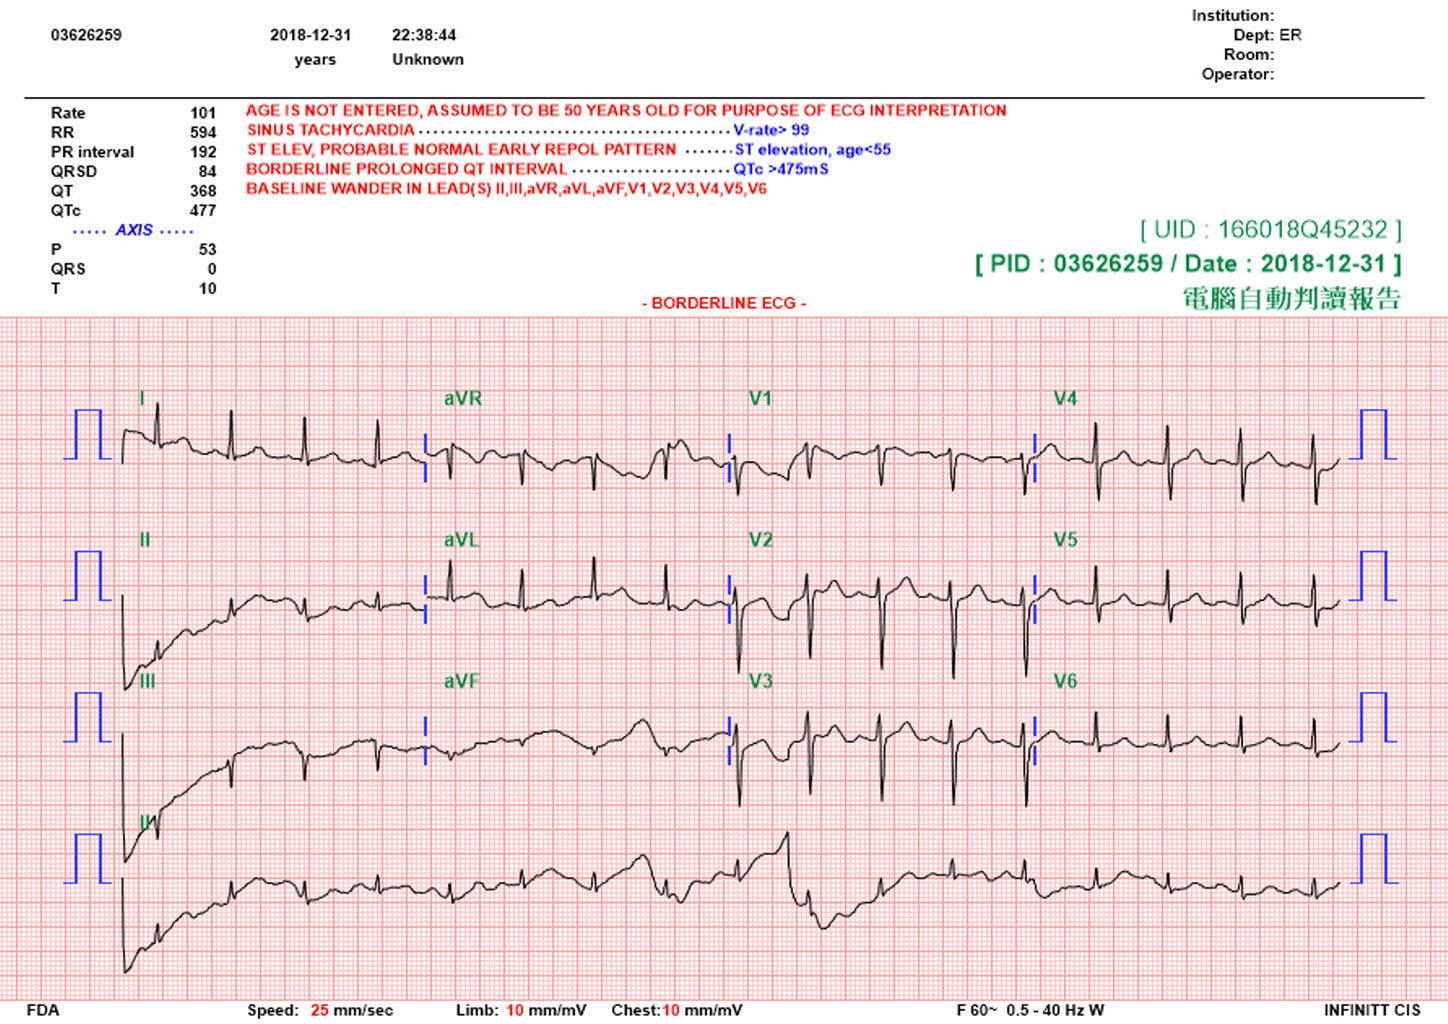 Institution:
03626259 2018-12-31 22:38:44 Dept: ER
years Unknown Room:
Operator:
Rate 101 AGE IS NOT ENTERED, ASSUMED TO BE 50 YEARS OLD FOR PURPOSE OF ECG INTERPRETATION
RR 594 SINUS TACHYCARDIA ........................................... V-rate> 99
PR interval 192 ST ELEV, PROBABLE NORMAL EARLY REPOL PATTERN ....... ST elevation, age<55
QRSD 84 BORDERLINE PROLONGED QT INTERVAL ...................... QTc >475mS
QT 368 BASELINE WANDER IN LEAD(S) II,III,aVR,aVL,aVF,V1,V2,V3,V4,V5,V6
QTc 477
..... AXIS .....
[ UID : 166018Q45232 ]
P 53
[ PID : 03626259 / Date : 2018-12-31 ]
QRS 0
T 10
電腦自動判讀報告
- BORDERLINE ECG -
I aVR V1 V4
II aVL V2 V5
III aVF V3 V6
II
FDA Speed: 25 mm/sec Limb: 10 mm/mV Chest:10 mm/mV F 60~ 0.5 - 40 Hz W INFINITT CIS